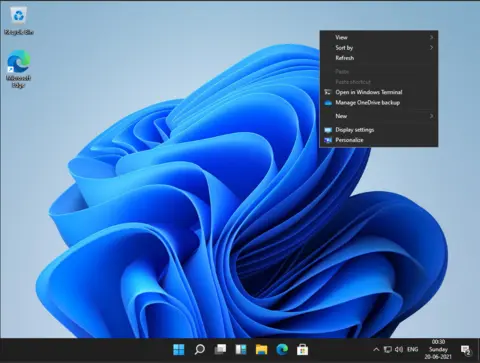 Recycle Bin
Microsoft
Edge
View
Sort by
Refresh
Paste
Paste shortcut
Open in Windows Terminal
Manage OneDrive backup
New
Display settings
Personalize
ENG
00:30
Sunday
20-06-2021